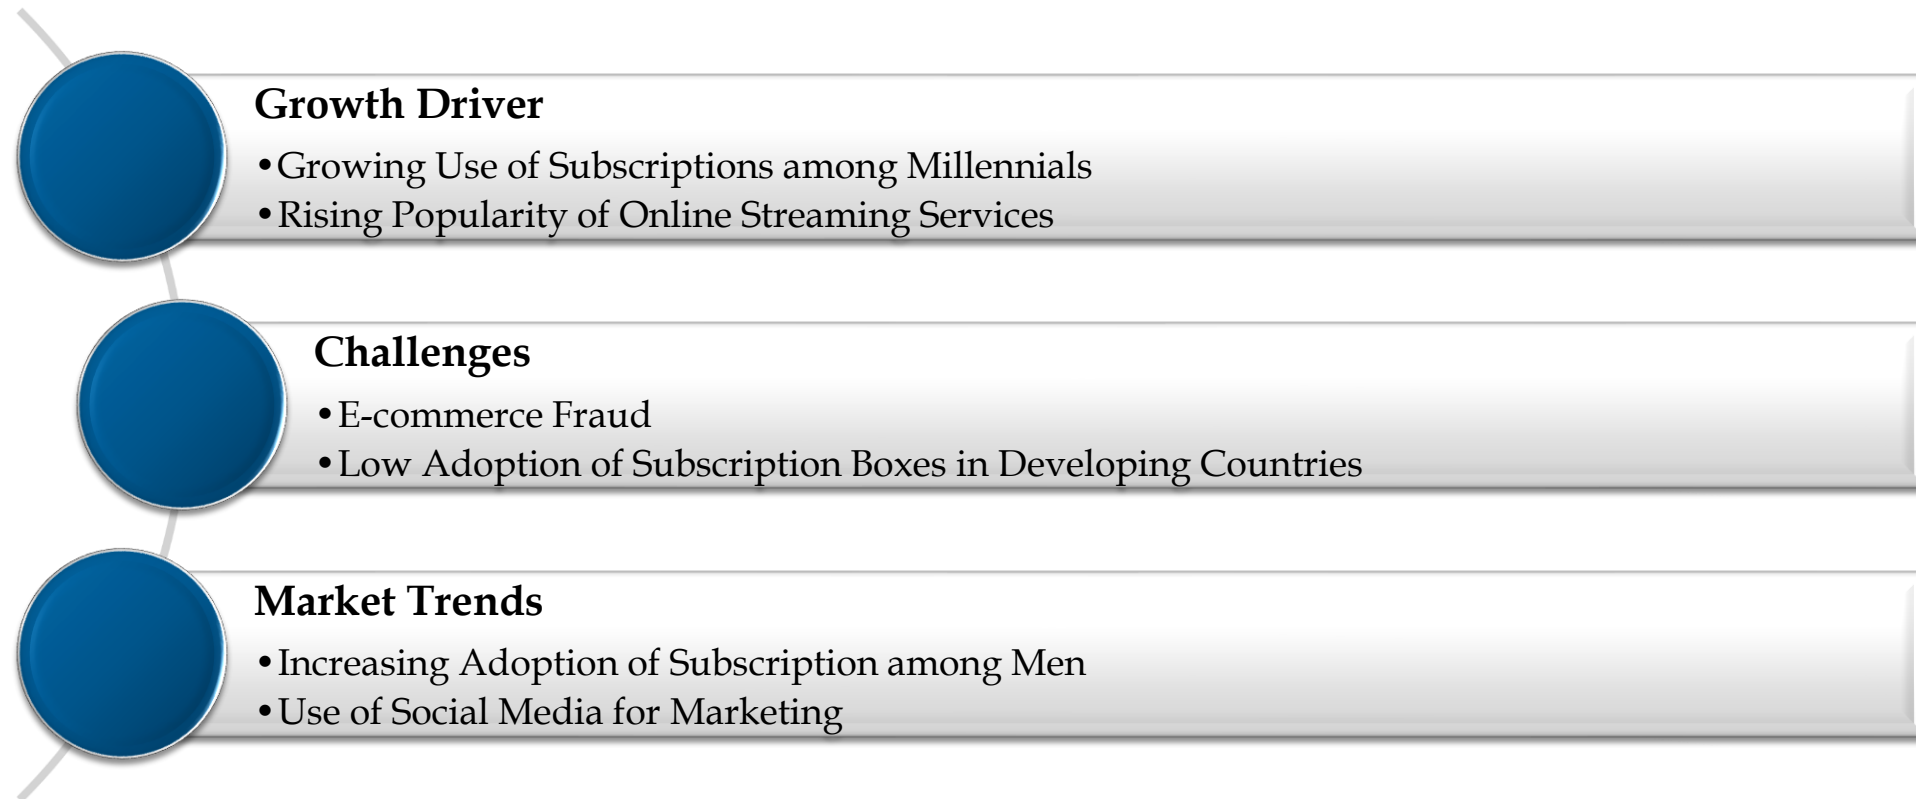 Growth Driver
•Growing Use of Subscriptions among Millennials
•Rising Popularity of Online Streaming Services
Challenges
•E-commerce Fraud
•Low Adoption of Subscription Boxes in Developing Countries
Market Trends
•Increasing Adoption of Subscription among Men
•Use of Social Media for Marketing